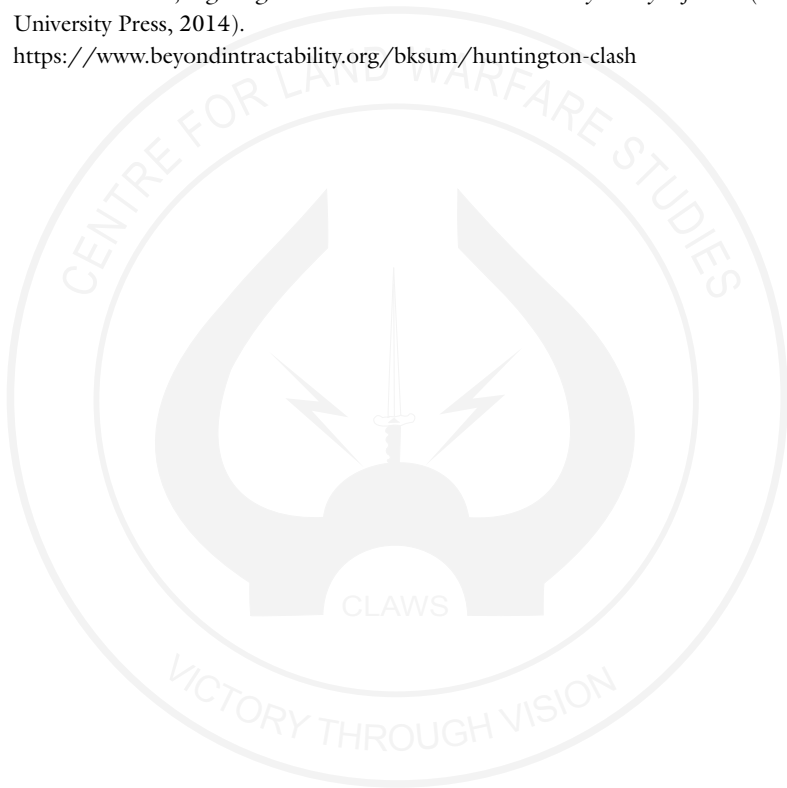 University Press, 2014).
https://www.beyondintractability.org/bksum/huntington-clash
CENTRE FOR LAND WARFARE STUDIES
CLAWS
VICTORY THROUGH VISION